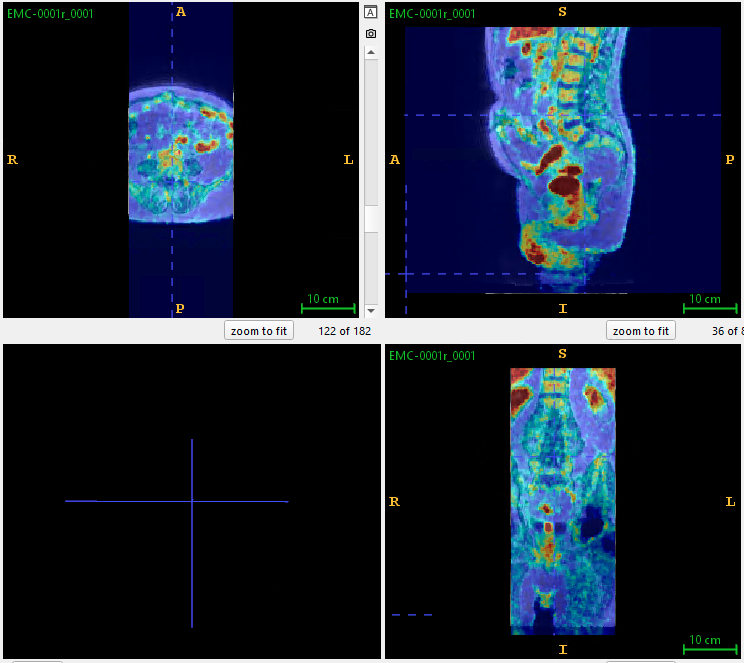 EMC-0001r_0001
A
R
L
P
10 cm
zoom to fit
122 of 182
A
EMC-0001r_0001
S
A
P
I
10 cm
zoom to fit
36 of 8
EMC-0001r_0001
S
R
L
I
10 cm